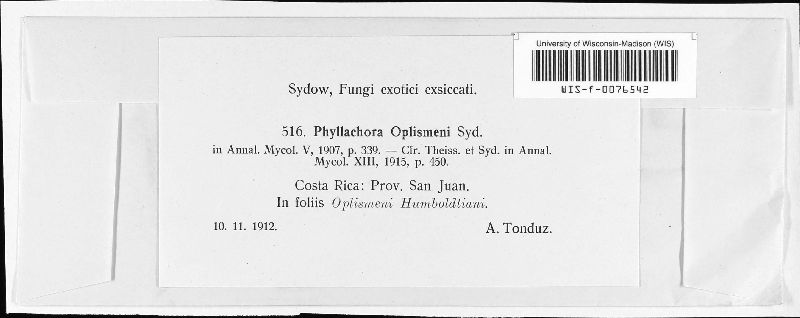 University of Wisconsin-Madison (WIS)
WIS-f-0076542
Sydow, Fungi exotici exsiccati.
516. Phyllachora Oplismeni Syd.
in Annal. Mycol. V, 1907, p. 339. — Cfr. Theiss. et Syd. in Annal.
Mycol. XIII, 1915, p. 450.
Costa Rica: Prov. San Juan.
In foliis Oplismeni Humboldtiani.
10. 11. 1912. A. Tonduz.